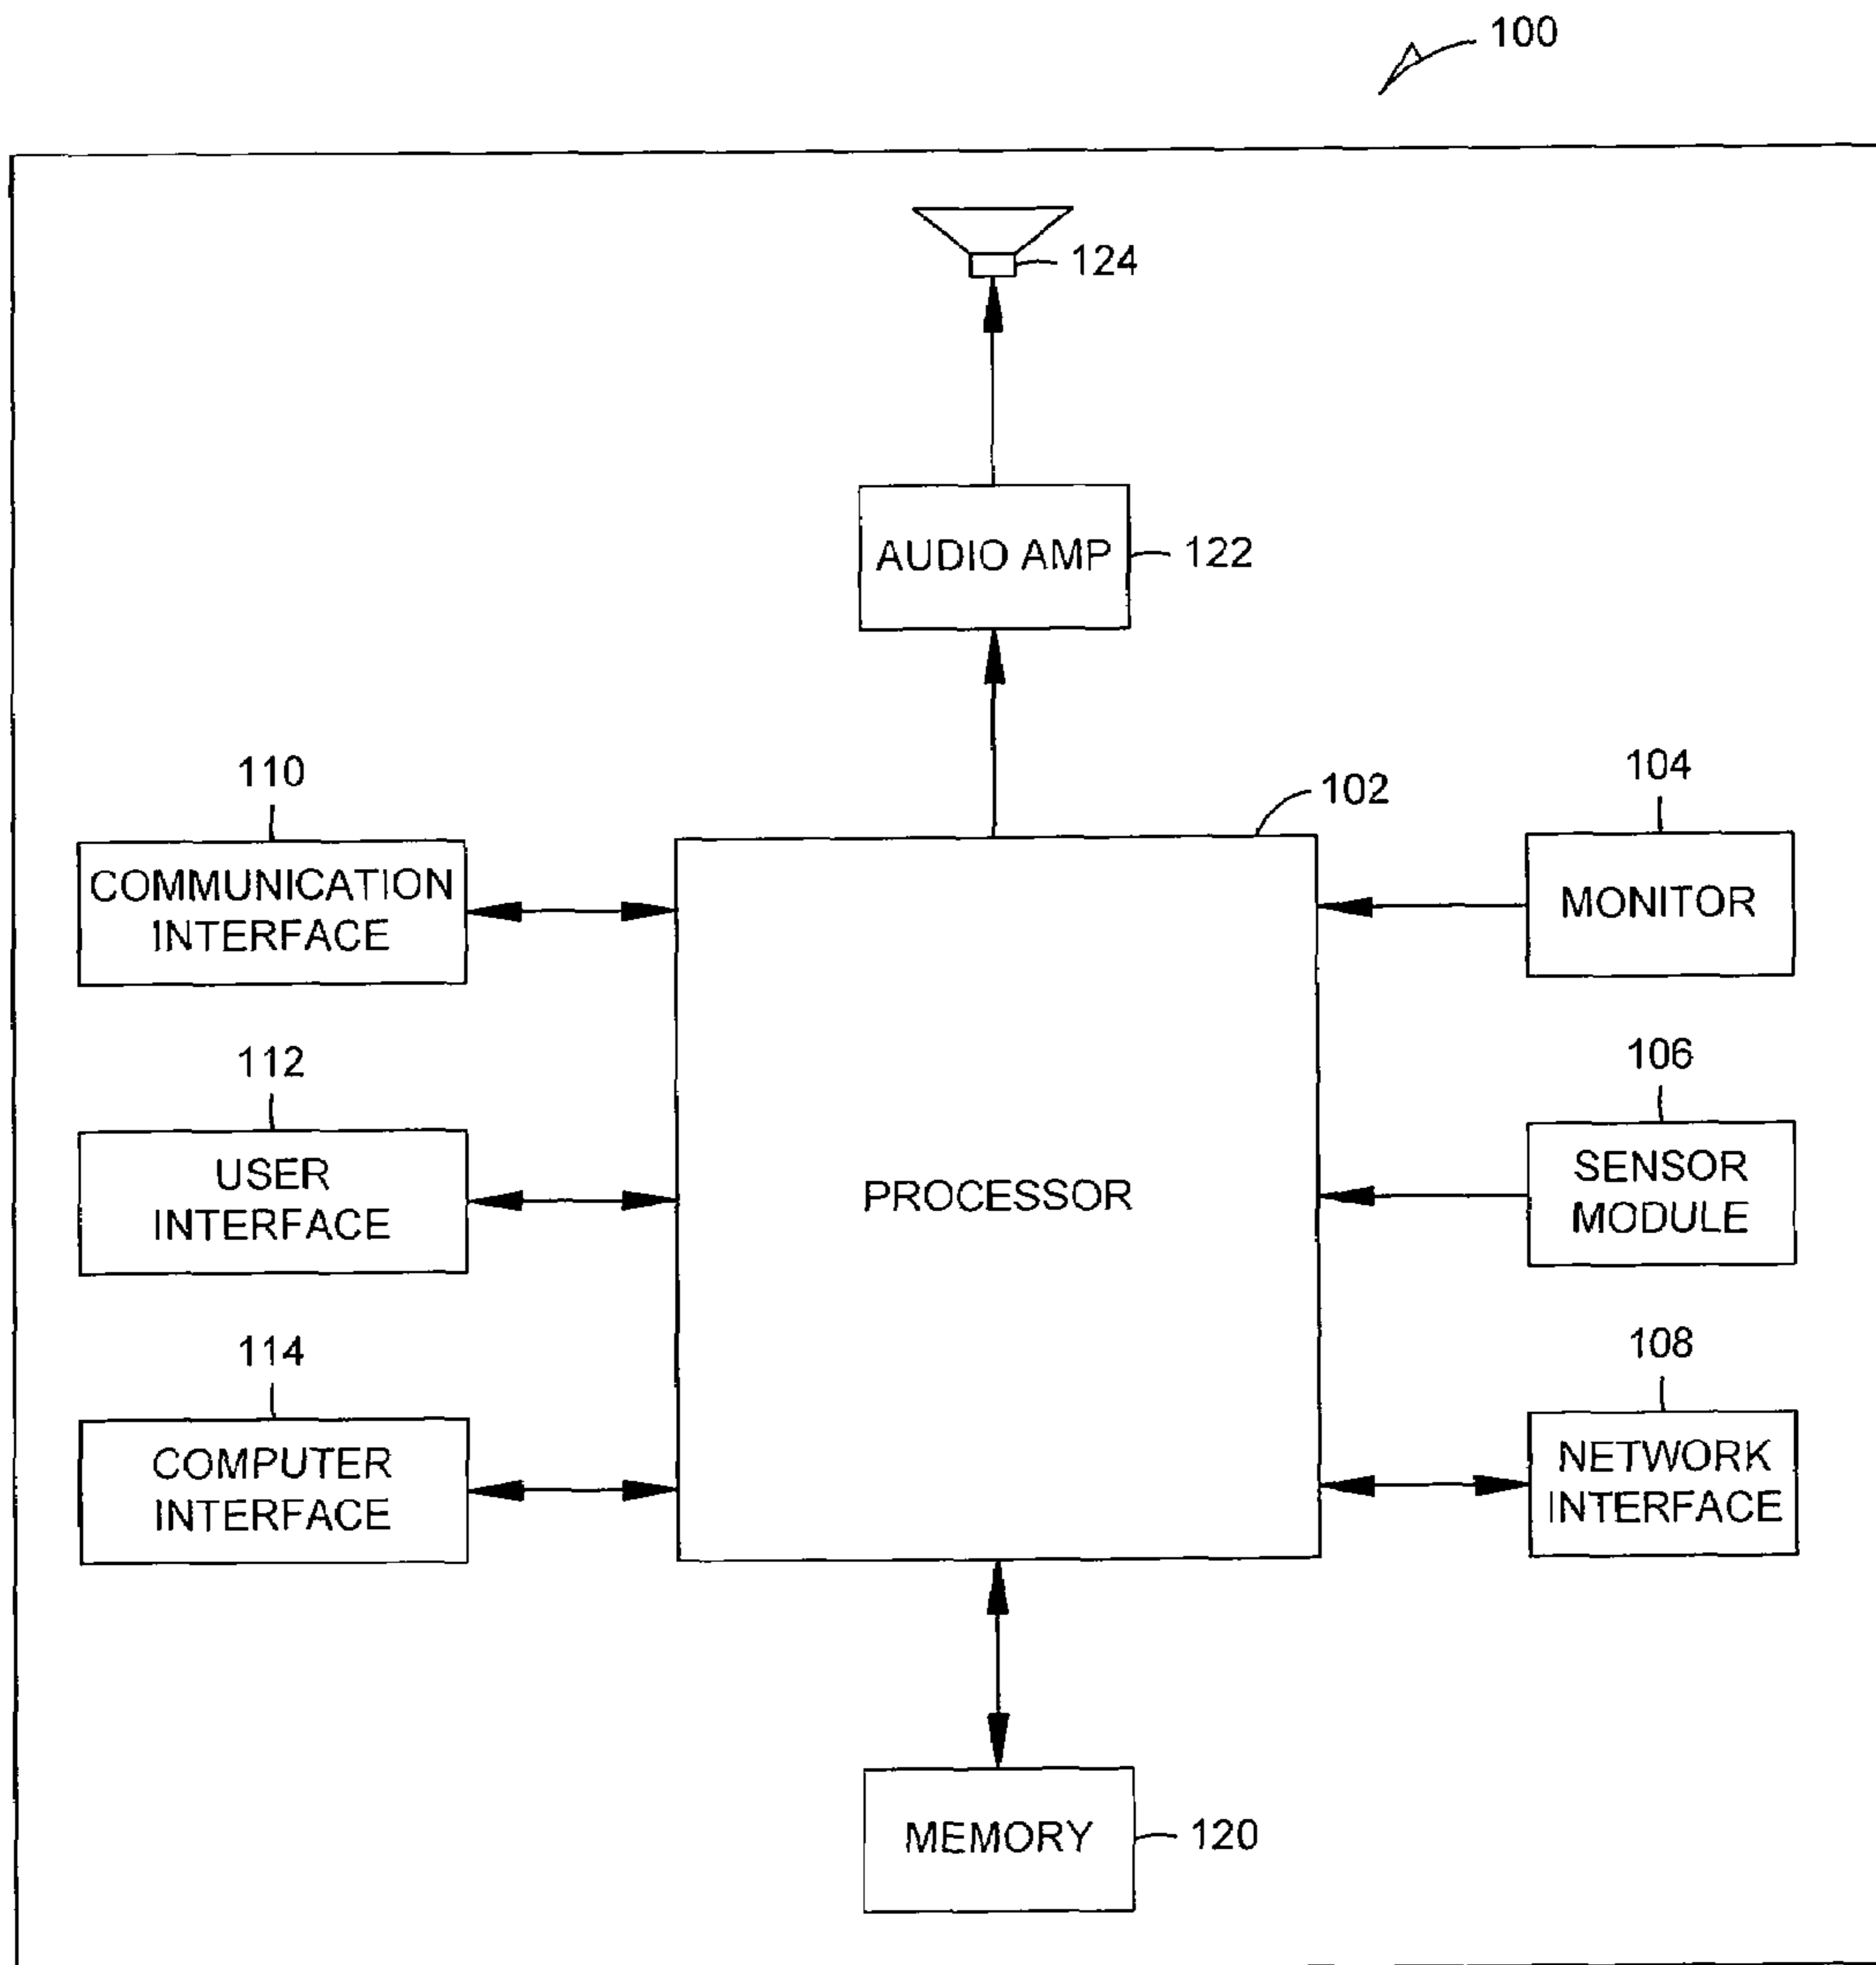 100
124
AUDIO AMP
122
110
COMMUNICATION
INTERFACE
102
104
MONITOR
112
USER
INTERFACE
PROCESSOR
106
SENSOR
MODULE
114
COMPUTER
INTERFACE
108
NETWORK
INTERFACE
MEMORY
120